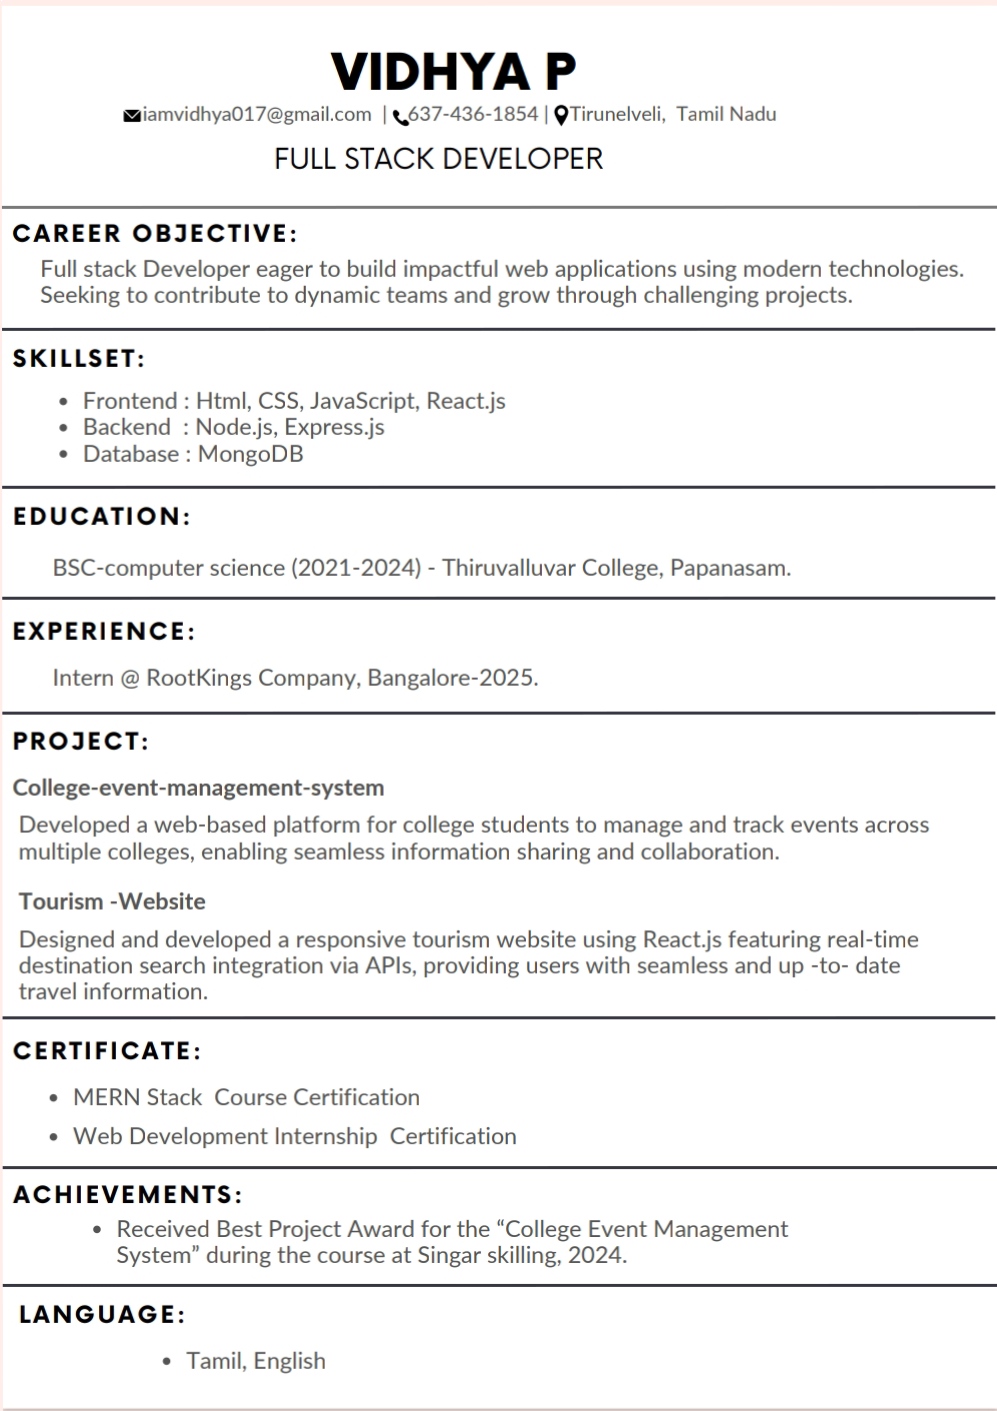 VIDHYA P
iamvidhya017@gmail.com | 637-436-1854 | Tirunelveli, Tamil Nadu
FULL STACK DEVELOPER
CAREER OBJECTIVE:
Full stack Developer eager to build impactful web applications using modern technologies.
Seeking to contribute to dynamic teams and grow through challenging projects.
SKILLSET:
• Frontend : Html, CSS, JavaScript, React.js
• Backend : Node.js, Express.js
• Database : MongoDB
EDUCATION:
BSC-computer science (2021-2024) - Thiruvalluvar College, Papanasam.
EXPERIENCE:
Intern @ RootKings Company, Bangalore-2025.
PROJECT:
College-event-management-system
Developed a web-based platform for college students to manage and track events across
multiple colleges, enabling seamless information sharing and collaboration.
Tourism -Website
Designed and developed a responsive tourism website using React.js featuring real-time
destination search integration via APIs, providing users with seamless and up -to- date
travel information.
CERTIFICATE:
• MERN Stack Course Certification
• Web Development Internship Certification
ACHIEVEMENTS:
• Received Best Project Award for the “College Event Management
System” during the course at Singar skilling, 2024.
LANGUAGE:
• Tamil, English